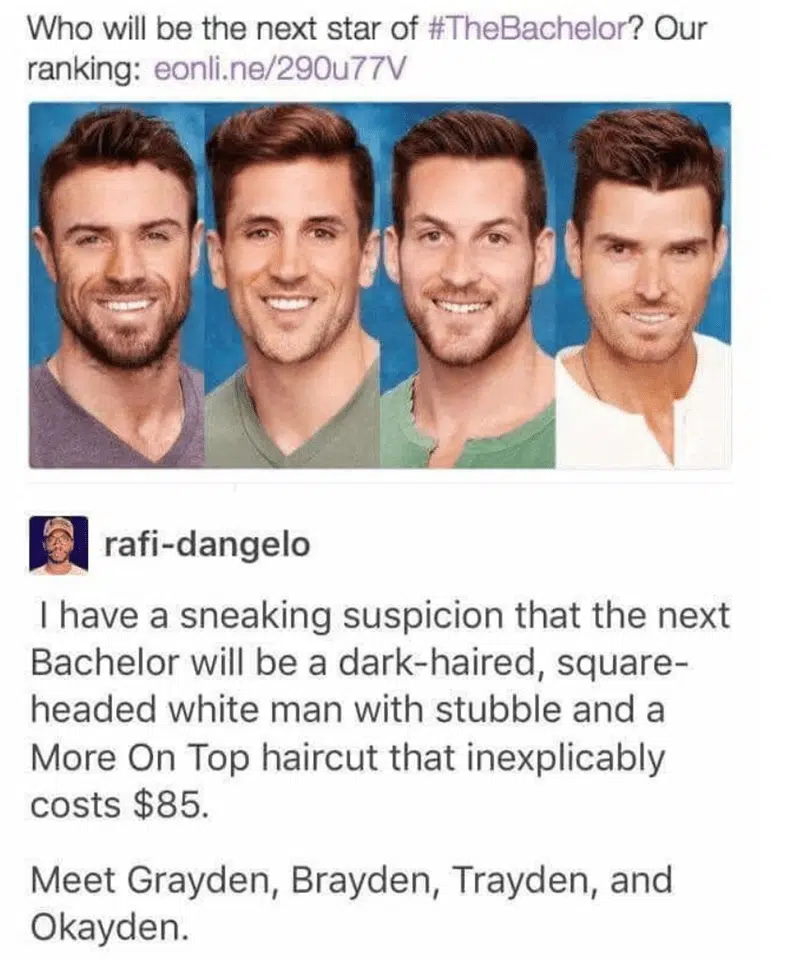 Who will be the next star of #TheBachelor? Our
ranking: eonli.ne/290u77V
rafi-dangelo
I have a sneaking suspicion that the next
Bachelor will be a dark-haired, square-
headed white man with stubble and a
More On Top haircut that inexplicably
costs $85.
Meet Grayden, Brayden, Trayden, and
Okayden.